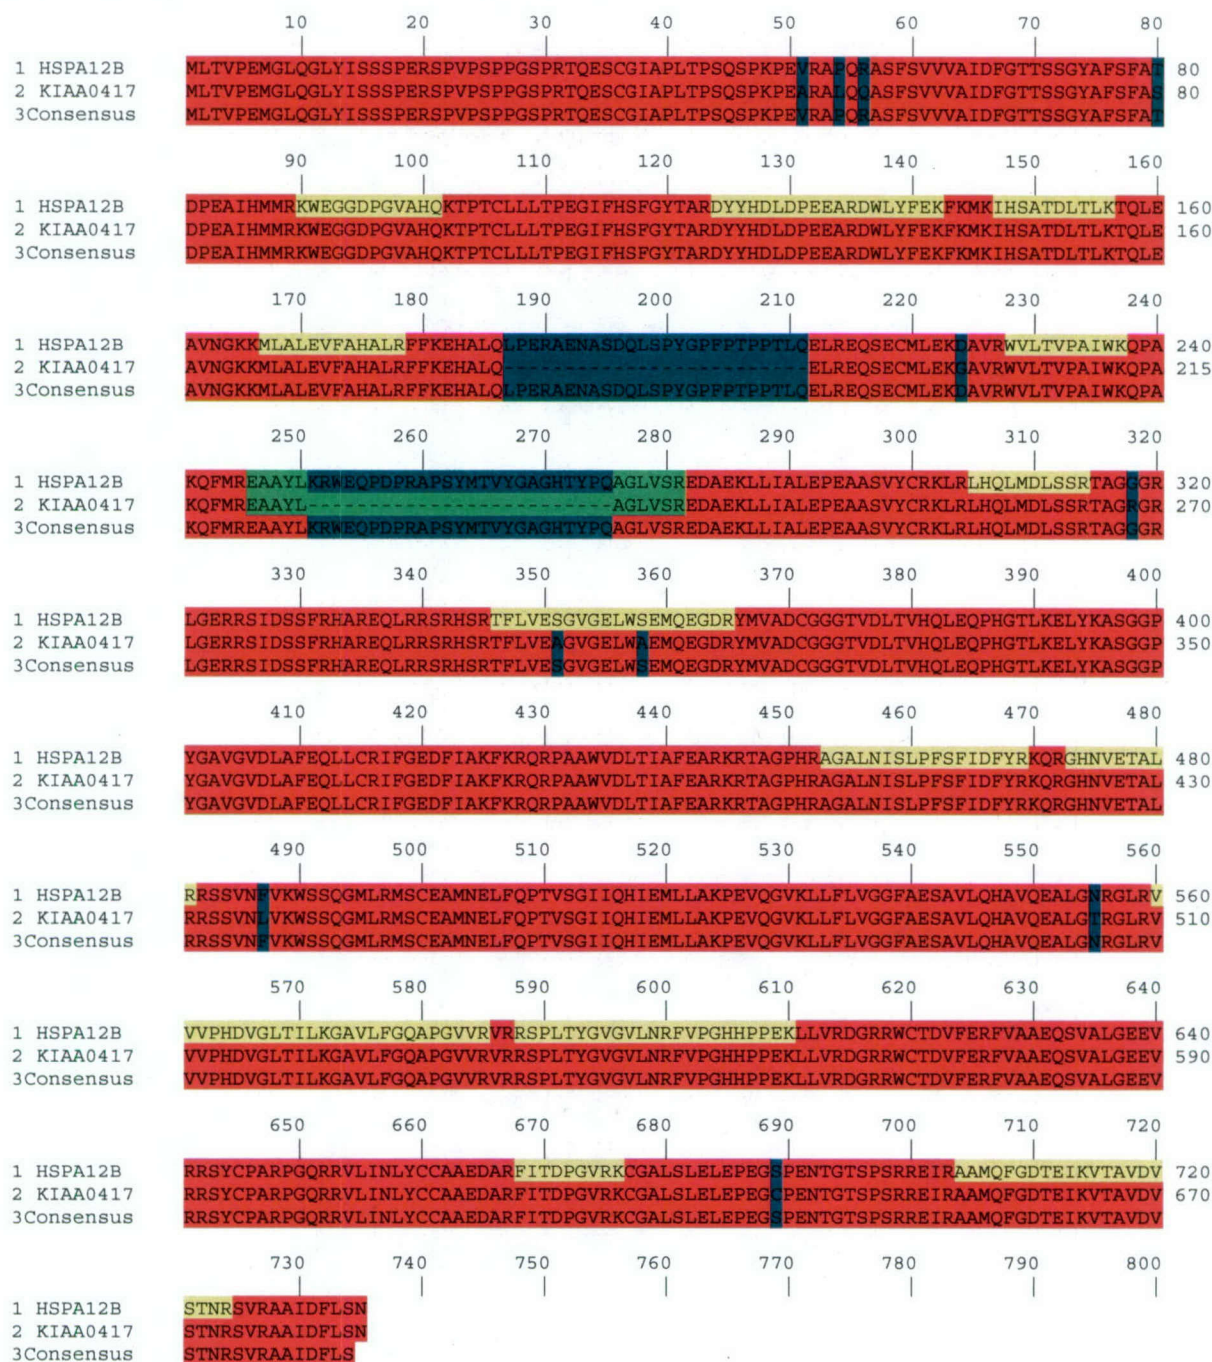 10 20 30 40 50 60 70 80
1 HSPA12B MLTVPEMGLQGLYISSSPERSPVPSPPGSPRTQESCGIAPLTPSQSPKPEVRAPQRASFSVVVAIDFGTTSSGYAFSFAT 80
2 KIAA0417 MLTVPEMGLQGLYISSSPERSPVPSPPGSPRTQESCGIAPLTPSQSPKPEARALQQASFSVVVAIDFGTTSSGYAFSFAS 80
3Consensus MLTVPEMGLQGLYISSSPERSPVPSPPGSPRTQESCGIAPLTPSQSPKPEVRAPQRASFSVVVAIDFGTTSSGYAFSFAT
90 100 110 120 130 140 150 160
1 HSPA12B DPEAIHMMRKWEGGDPGVAHQKTPTCLLLTPEGIFHSFGYTARDYYHDLDPEEARDWLYFEKFKMKIHSATDLTLKTQLE 160
2 KIAA0417 DPEAIHMMRKWEGGDPGVAHQKTPTCLLLTPEGIFHSFGYTARDYYHDLDPEEARDWLYFEKFKMKIHSATDLTLKTQLE 160
3Consensus DPEAIHMMRKWEGGDPGVAHQKTPTCLLLTPEGIFHSFGYTARDYYHDLDPEEARDWLYFEKFKMKIHSATDLTLKTQLE
170 180 190 200 210 220 230 240
1 HSPA12B AVNGKKMLALEVFAHALRFFKEHALQLPERAENASDQLSPYGPFPTPPTLQELREQSECMLEKDAVRWVLTVPAIWKQPA 240
2 KIAA0417 AVNGKKMLALEVFAHALRFFKEHALQ-------------------------ELREQSECMLEKGAVRWVLTVPAIWKQPA 215
3Consensus AVNGKKMLALEVFAHALRFFKEHALQLPERAENASDQLSPYGPFPTPPTLQELREQSECMLEKDAVRWVLTVPAIWKQPA
250 260 270 280 290 300 310 320
1 HSPA12B KQFMREAAYLKRWEQPDPRAPSYMTVYGAGHTYPQAGLVSREDAEKLLIALEPEAASVYCRKLRLHQLMDLSSRTAGGGR 320
2 KIAA0417 KQFMREAAYL-------------------------AGLVSREDAEKLLIALEPEAASVYCRKLRLHQLMDLSSRTAGRGR 270
3Consensus KQFMREAAYLKRWEQPDPRAPSYMTVYGAGHTYPQAGLVSREDAEKLLIALEPEAASVYCRKLRLHQLMDLSSRTAGGGR
330 340 350 360 370 380 390 400
1 HSPA12B LGERRSIDSSFRHAREQLRRSRHSRTFLVESGVGELWSEMQEGDRYMVADCGGGTVDLTVHQLEQPHGTLKELYKASGGP 400
2 KIAA0417 LGERRSIDSSFRHAREQLRRSRHSRTFLVEAGVGELWAEMQEGDRYMVADCGGGTVDLTVHQLEQPHGTLKELYKASGGP 350
3Consensus LGERRSIDSSFRHAREQLRRSRHSRTFLVESGVGELWSEMQEGDRYMVADCGGGTVDLTVHQLEQPHGTLKELYKASGGP
410 420 430 440 450 460 470 480
1 HSPA12B YGAVGVDLAFEQLLCRIFGEDFIAKFKRQRPAAWVDLTIAFEARKRTAGPHRAGALNISLPFSFIDFYRKQRGHNVETAL 480
2 KIAA0417 YGAVGVDLAFEQLLCRIFGEDFIAKFKRQRPAAWVDLTIAFEARKRTAGPHRAGALNISLPFSFIDFYRKQRGHNVETAL 430
3Consensus YGAVGVDLAFEQLLCRIFGEDFIAKFKRQRPAAWVDLTIAFEARKRTAGPHRAGALNISLPFSFIDFYRKQRGHNVETAL
490 500 510 520 530 540 550 560
1 HSPA12B RRSSVNFVKWSSQGMLRMSCEAMNELFQPTVSGIIQHIEMLLAKPEVQGVKLLFLVGGFAESAVLQHAVQEALGNRGLRV 560
2 KIAA0417 RRSSVNLVKWSSQGMLRMSCEAMNELFQPTVSGIIQHIEMLLAKPEVQGVKLLFLVGGFAESAVLQHAVQEALGTRGLRV 510
3Consensus RRSSVNFVKWSSQGMLRMSCEAMNELFQPTVSGIIQHIEMLLAKPEVQGVKLLFLVGGFAESAVLQHAVQEALGNRGLRV
570 580 590 600 610 620 630 640
1 HSPA12B VVPHDVGLTILKGAVLFGQAPGVVRVRRSPLTYGVGVLNRFVPGHHPPEKLLVRDGRRWCTDVFERFVAAEQSVALGEEV 640
2 KIAA0417 VVPHDVGLTILKGAVLFGQAPGVVRVRRSPLTYGVGVLNRFVPGHHPPEKLLVRDGRRWCTDVFERFVAAEQSVALGEEV 590
3Consensus VVPHDVGLTILKGAVLFGQAPGVVRVRRSPLTYGVGVLNRFVPGHHPPEKLLVRDGRRWCTDVFERFVAAEQSVALGEEV
650 660 670 680 690 700 710 720
1 HSPA12B RRSYCPARPGQRRVLINLYCCAAEDARFITDPGVRKCGALSLELEPEGSPENTGTSPSRREIRAAMQFGDTEIKVTAVDV 720
2 KIAA0417 RRSYCPARPGQRRVLINLYCCAAEDARFITDPGVRKCGALSLELEPEGCPENTGTSPSRREIRAAMQFGDTEIKVTAVDV 670
3Consensus RRSYCPARPGQRRVLINLYCCAAEDARFITDPGVRKCGALSLELEPEGSPENTGTSPSRREIRAAMQFGDTEIKVTAVDV
730 740 750 760 770 780 790 800
1 HSPA12B STNRSVRAAIDFLSN
2 KIAA0417 STNRSVRAAIDFLSN
3Consensus STNRSVRAAIDFLS